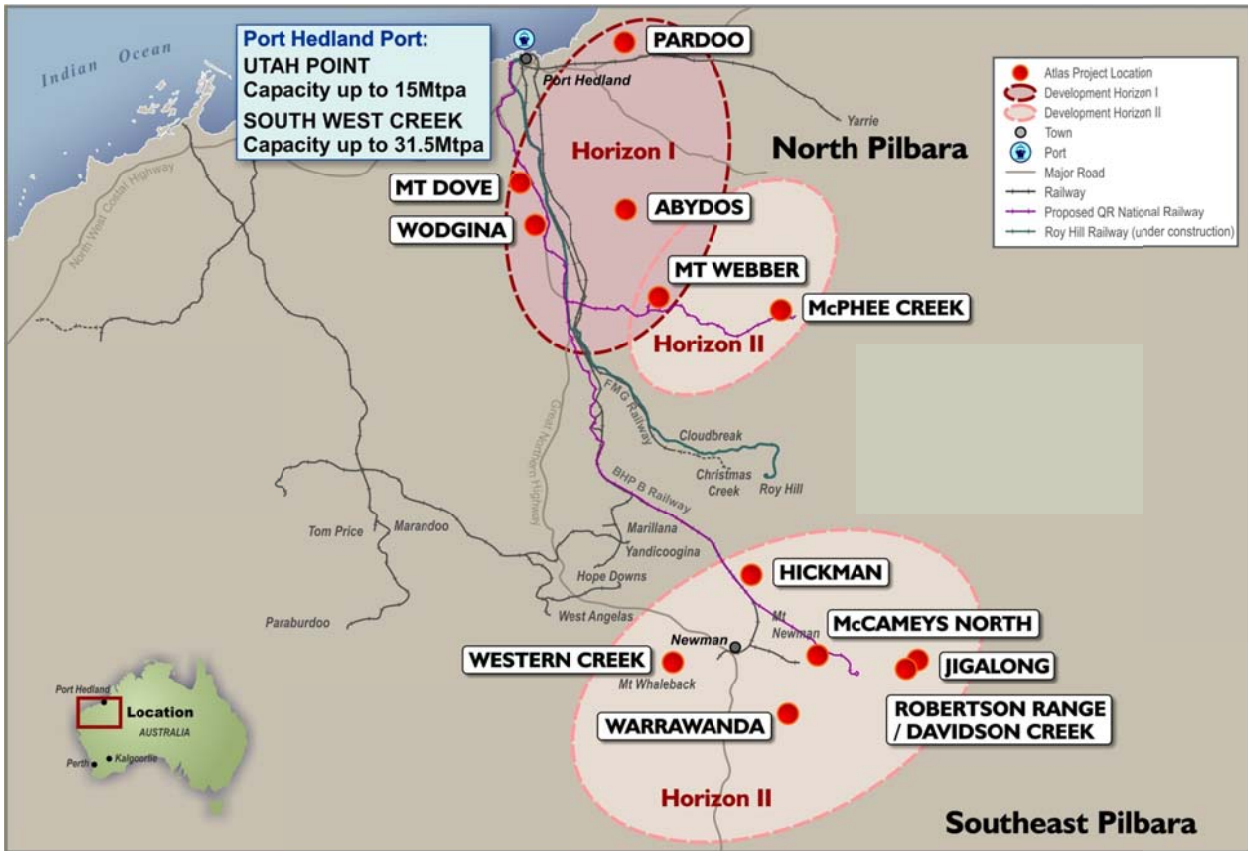 Indian Ocean
Port Hedland Port:
UTAH POINT
Capacity up to 15Mtpa
SOUTH WEST CREEK
Capacity up to 31.5Mtpa
Port Hedland
PARDOO
Yarrie
North Pilbara
Horizon I
MT DOVE
WODGINA
ABYDOS
MT WEBBER
McPHEE CREEK
Horizon II
North West Costal Hghway
Atlas Project Location
Development Horizon I
Development Horizon II
Town
Port
Major Road
Railway
Proposed QR National Railway
Roy Hill Railway (under construction)
Great Northern Highway
FMG Railway
Cloudbreak
Christmas
Creek
Roy Hill
BHP B Railway
Tom Price
Marandoo
Marillana
Yandicoogina
Hope Downs
West Angelas
Paraburdoo
HICKMAN
Mt
Newman
McCAMEYS NORTH
Newman
WESTERN CREEK
Mt Whaleback
JIGALONG
WARRAWANDA
ROBERTSON RANGE
/ DAVIDSON CREEK
Horizon II
Southeast Pilbara
Port Hedland
Location
AUSTRALIA
Perth
Kalgoorlie